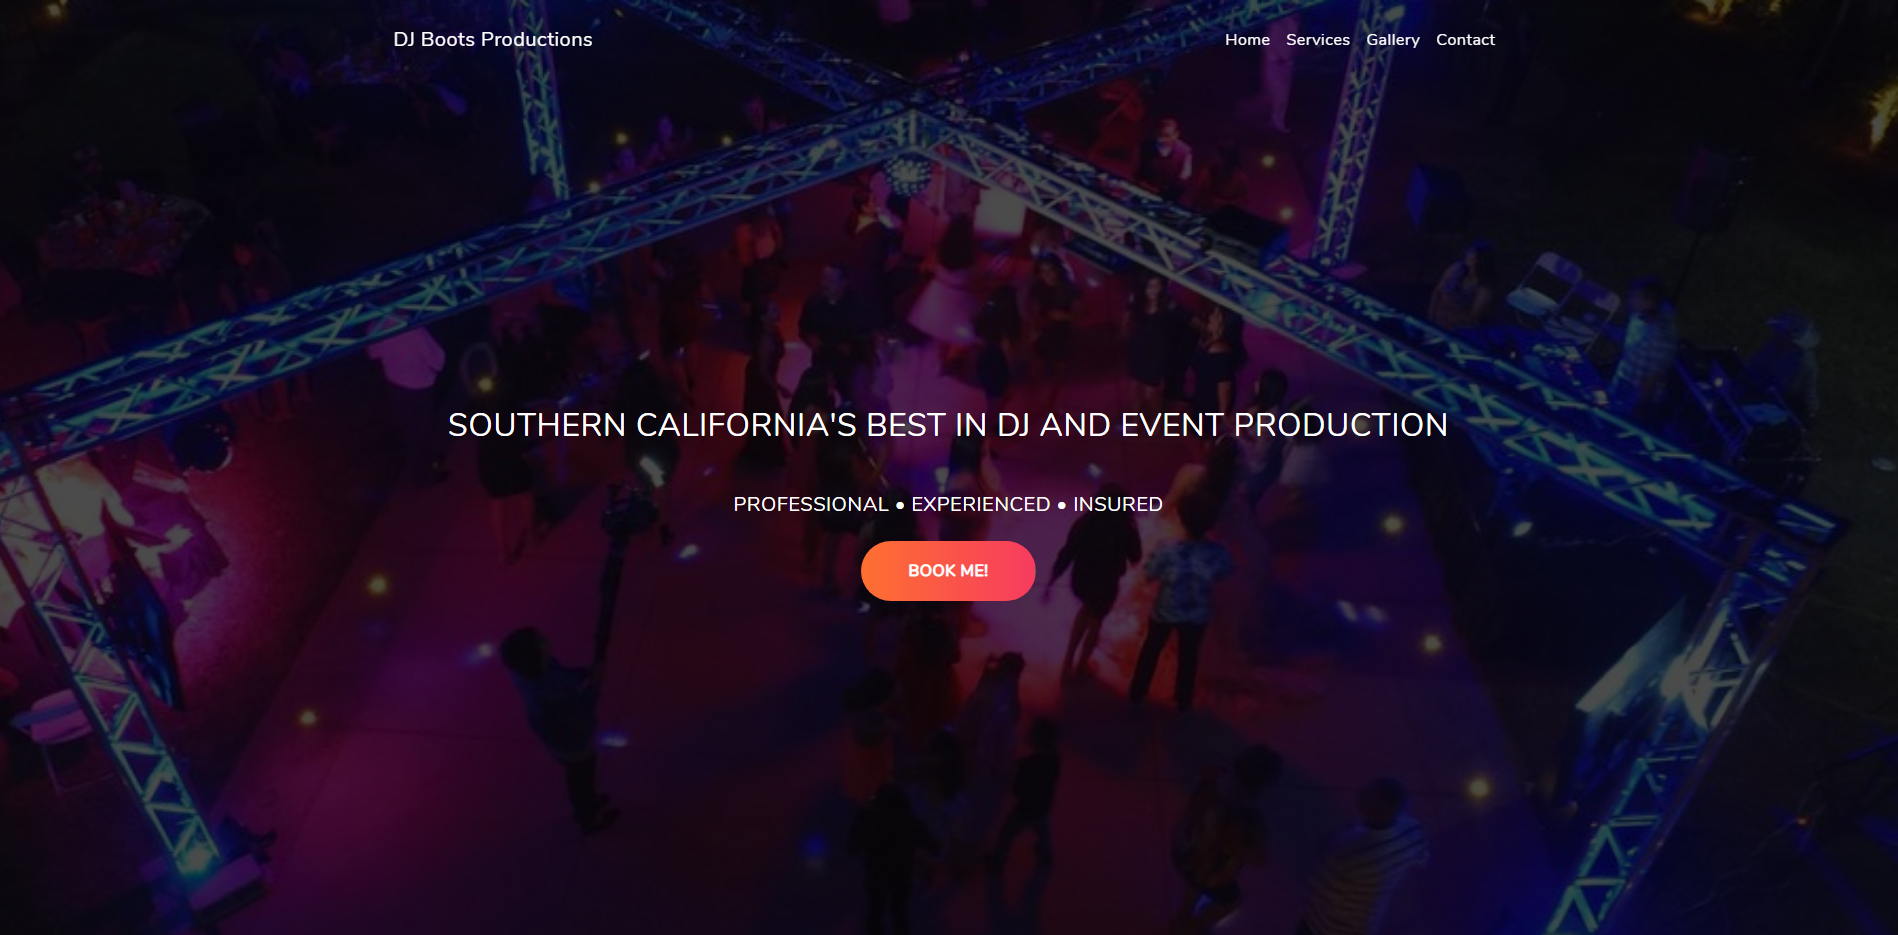 DJ Boots Productions
Home Services Gallery Contact
SOUTHERN CALIFORNIA'S BEST IN DJ AND EVENT PRODUCTION
PROFESSIONAL • EXPERIENCED • INSURED
BOOK ME!